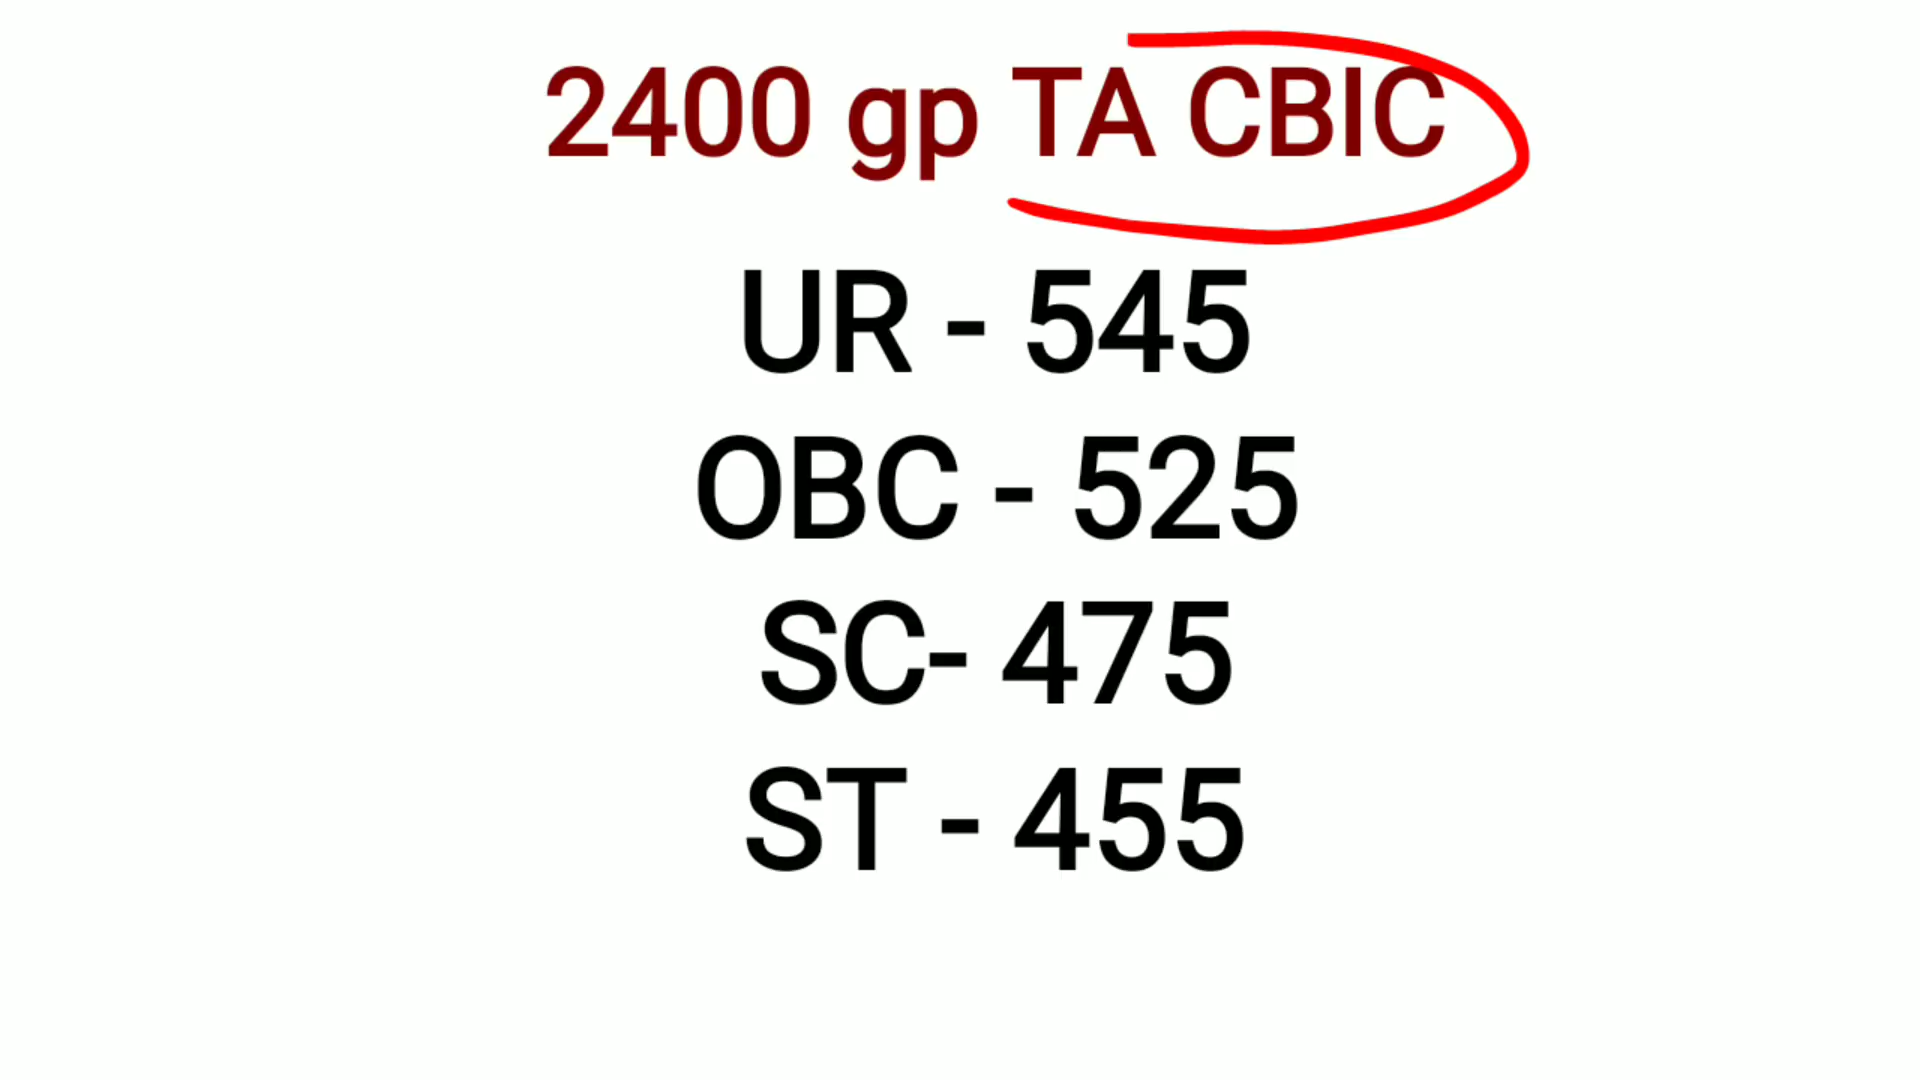 2400 gp TA CBIC
UR - 545
OBC - 525
SC- 475
ST - 455